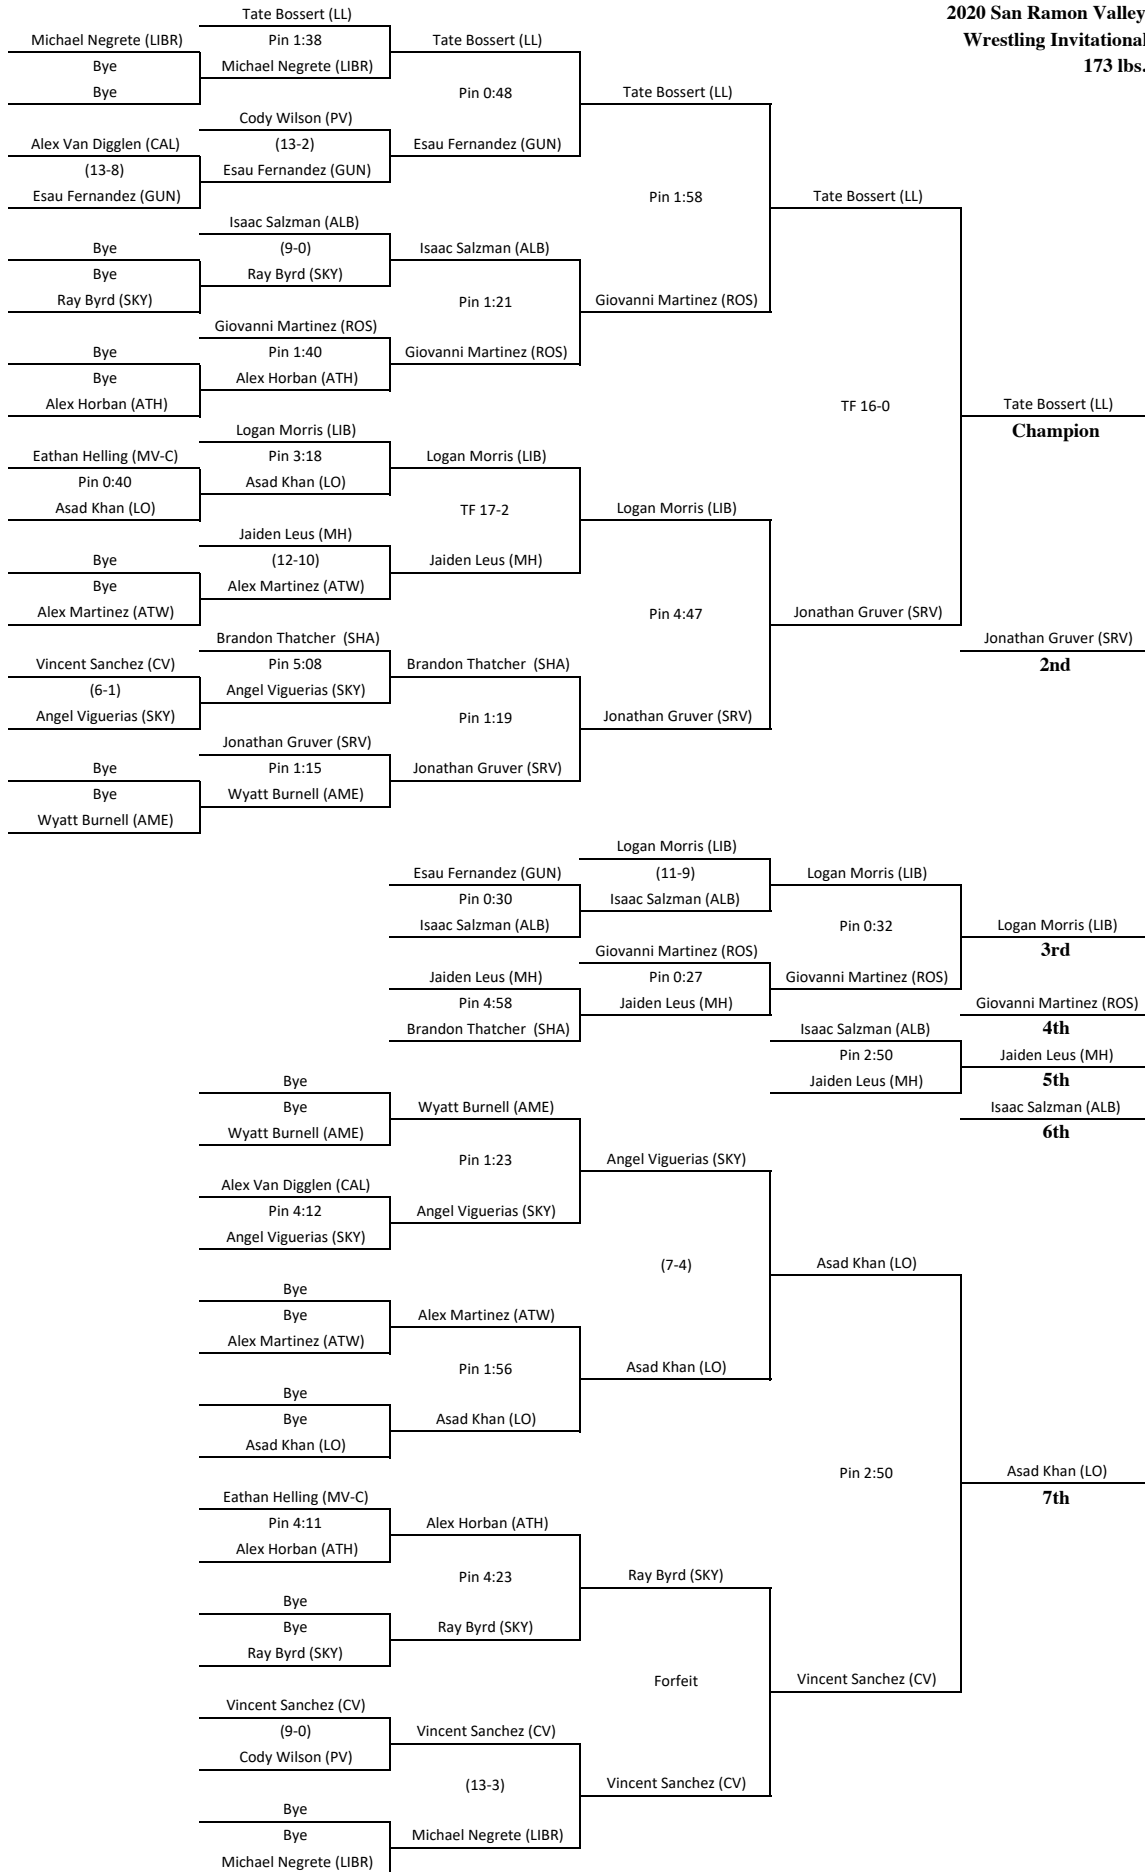 Tate Bossert (LL)
2020 San Ramon Valley
Michael Negrete (LIBR)
Pin 1:38
Tate Bossert (LL)
Wrestling Invitational
Bye
Michael Negrete (LIBR)
173 lbs.
Bye
Pin 0:48
Tate Bossert (LL)
Cody Wilson (PV)
Alex Van Digglen (CAL)
(13-2)
Esau Fernandez (GUN)
(13-8)
Esau Fernandez (GUN)
Esau Fernandez (GUN)
Pin 1:58
Tate Bossert (LL)
Isaac Salzman (ALB)
Bye
(9-0)
Isaac Salzman (ALB)
Bye
Ray Byrd (SKY)
Ray Byrd (SKY)
Pin 1:21
Giovanni Martinez (ROS)
Giovanni Martinez (ROS)
Bye
Pin 1:40
Giovanni Martinez (ROS)
Bye
Alex Horban (ATH)
Alex Horban (ATH)
TF 16-0
Tate Bossert (LL)
Logan Morris (LIB)
Champion
Eathan Helling (MV-C)
Pin 3:18
Logan Morris (LIB)
Pin 0:40
Asad Khan (LO)
Asad Khan (LO)
TF 17-2
Logan Morris (LIB)
Jaiden Leus (MH)
Bye
(12-10)
Jaiden Leus (MH)
Bye
Alex Martinez (ATW)
Alex Martinez (ATW)
Pin 4:47
Jonathan Gruver (SRV)
Brandon Thatcher (SHA)
Jonathan Gruver (SRV)
Vincent Sanchez (CV)
Pin 5:08
Brandon Thatcher (SHA)
2nd
(6-1)
Angel Viguerias (SKY)
Angel Viguerias (SKY)
Pin 1:19
Jonathan Gruver (SRV)
Jonathan Gruver (SRV)
Bye
Pin 1:15
Jonathan Gruver (SRV)
Bye
Wyatt Burnell (AME)
Wyatt Burnell (AME)
Logan Morris (LIB)
Esau Fernandez (GUN)
(11-9)
Logan Morris (LIB)
Pin 0:30
Isaac Salzman (ALB)
Isaac Salzman (ALB)
Pin 0:32
Logan Morris (LIB)
Giovanni Martinez (ROS)
3rd
Jaiden Leus (MH)
Pin 0:27
Giovanni Martinez (ROS)
Pin 4:58
Jaiden Leus (MH)
Giovanni Martinez (ROS)
Brandon Thatcher (SHA)
Isaac Salzman (ALB)
4th
Pin 2:50
Jaiden Leus (MH)
Bye
Jaiden Leus (MH)
5th
Bye
Wyatt Burnell (AME)
Isaac Salzman (ALB)
Wyatt Burnell (AME)
6th
Pin 1:23
Angel Viguerias (SKY)
Alex Van Digglen (CAL)
Pin 4:12
Angel Viguerias (SKY)
Angel Viguerias (SKY)
(7-4)
Asad Khan (LO)
Bye
Bye
Alex Martinez (ATW)
Alex Martinez (ATW)
Pin 1:56
Asad Khan (LO)
Bye
Bye
Asad Khan (LO)
Asad Khan (LO)
Pin 2:50
Asad Khan (LO)
Eathan Helling (MV-C)
7th
Pin 4:11
Alex Horban (ATH)
Alex Horban (ATH)
Pin 4:23
Ray Byrd (SKY)
Bye
Bye
Ray Byrd (SKY)
Ray Byrd (SKY)
Forfeit
Vincent Sanchez (CV)
Vincent Sanchez (CV)
(9-0)
Vincent Sanchez (CV)
Cody Wilson (PV)
(13-3)
Vincent Sanchez (CV)
Bye
Bye
Michael Negrete (LIBR)
Michael Negrete (LIBR)